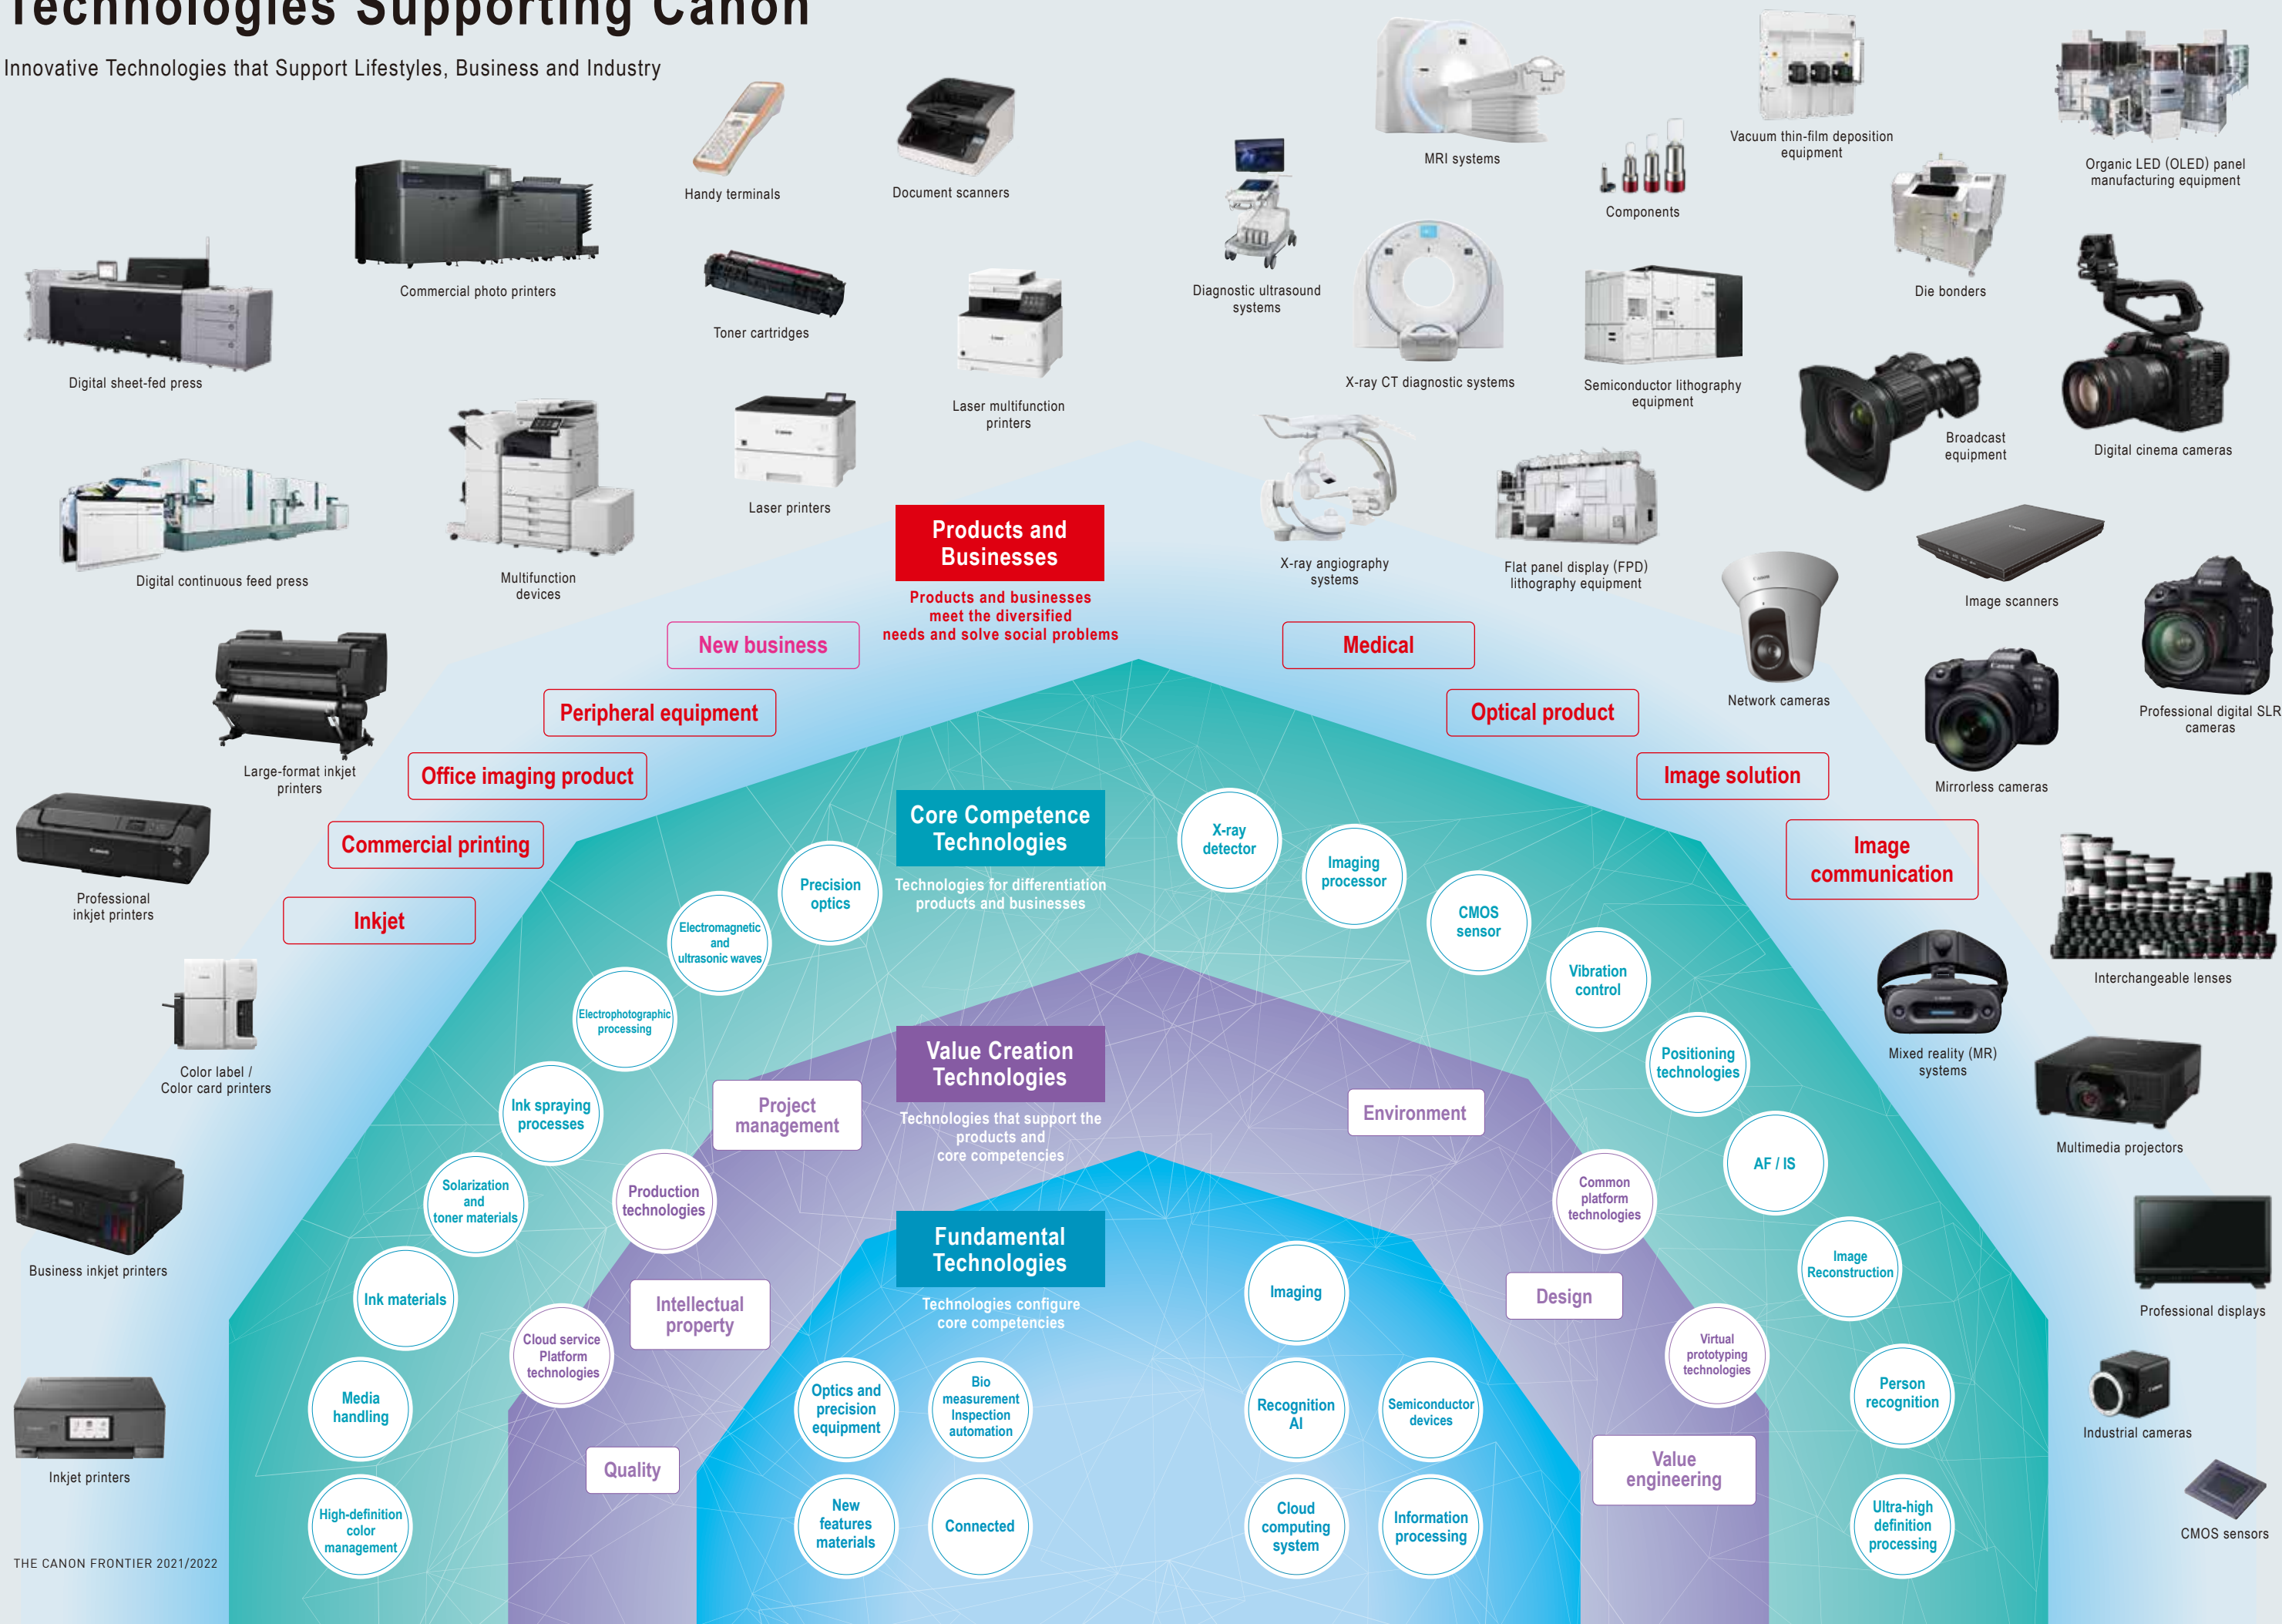 Technologies Supporting Canon
Innovative Technologies that Support Lifestyles, Business and Industry
Handy terminals
Document scanners
MRI systems
Components
Vacuum thin-film deposition
equipment
Organic LED (OLED) panel
manufacturing equipment
Commercial photo printers
Toner cartridges
Diagnostic ultrasound
systems
X-ray CT diagnostic systems
Semiconductor lithography
equipment
Die bonders
Digital sheet-fed press
Laser multifunction
printers
Broadcast
equipment
Digital cinema cameras
Digital continuous feed press
Multifunction
devices
Laser printers
X-ray angiography
systems
Flat panel display (FPD)
lithography equipment
Image scanners
Network cameras
Professional digital SLR
cameras
Mirrorless cameras
Large-format inkjet
printers
Professional
inkjet printers
Color label /
Color card printers
Business inkjet printers
Inkjet printers
Interchangeable lenses
Mixed reality (MR)
systems
Multimedia projectors
Professional displays
Industrial cameras
CMOS sensors
Products and
Businesses
Products and businesses
meet the diversified
needs and solve social problems
New business
Peripheral equipment
Office imaging product
Commercial printing
Inkjet
Medical
Optical product
Image solution
Image
communication
Core Competence
Technologies
Technologies for differentiation
products and businesses
Precision
optics
Electromagnetic
and
ultrasonic waves
Electrophotographic
processing
Ink spraying
processes
Solarization
and
toner materials
Ink materials
Media
handling
High-definition
color
management
X-ray
detector
Imaging
processor
CMOS
sensor
Vibration
control
Positioning
technologies
AF / IS
Image
Reconstruction
Person
recognition
Ultra-high
definition
processing
Value Creation
Technologies
Technologies that support the
products and
core competencies
Project
management
Production
technologies
Intellectual
property
Cloud service
Platform
technologies
Quality
Environment
Common
platform
technologies
Design
Virtual
prototyping
technologies
Value
engineering
Fundamental
Technologies
Technologies configure
core competencies
Optics and
precision
equipment
Bio
measurement
Inspection
automation
New
features
materials
Connected
Imaging
Recognition
AI
Semiconductor
devices
Cloud
computing
system
Information
processing
THE CANON FRONTIER 2021/2022